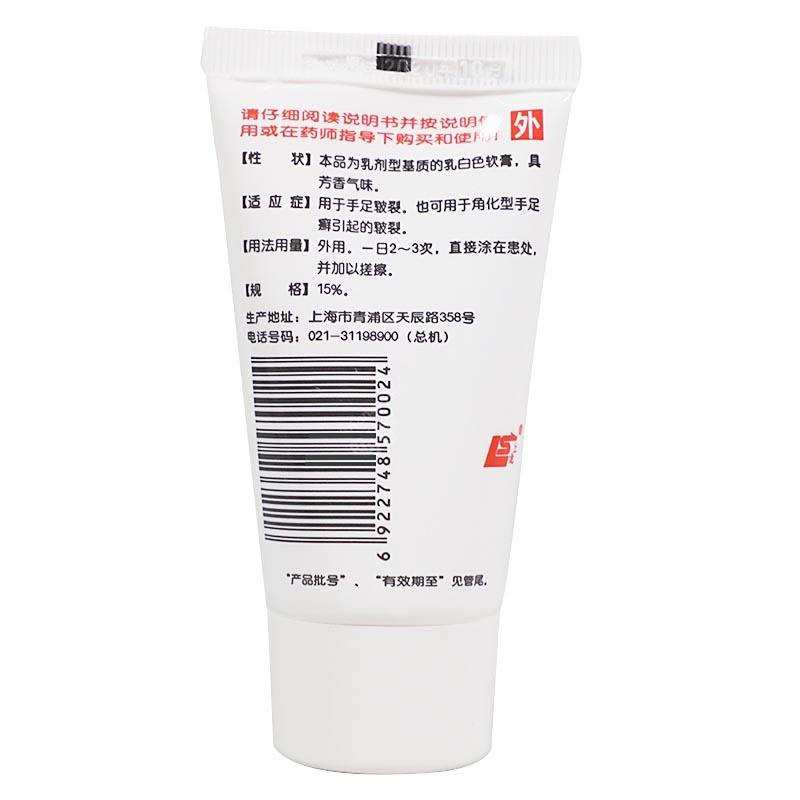 请仔细阅读说明书并按说明使
用或在药师指导下购买和使用!
外
【性 状】本品为乳剂型基质的乳白色软膏，具
芳香气味。
【适应症】用于手足皲裂。也可用于角化型手足
癣引起的皲裂。
【用法用量】外用。一日2～3次，直接涂在患处，
并加以搓擦。
【规 格】15%。
生产地址：上海市青浦区天辰路358号
电话号码：021-31198900（总机）
6922748570024
“产品批号”、“有效期至”见管尾。